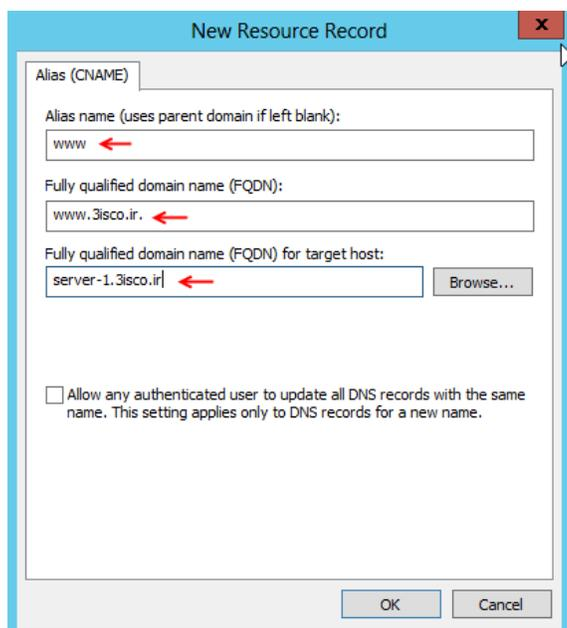 New Resource Record
x
Alias (CNAME)
Alias name (uses parent domain if left blank):
www
Fully qualified domain name (FQDN):
www.3isco.ir.
Fully qualified domain name (FQDN) for target host:
server-1.3isco.ir
Browse...
Allow any authenticated user to update all DNS records with the same
name. This setting applies only to DNS records for a new name.
OK
Cancel